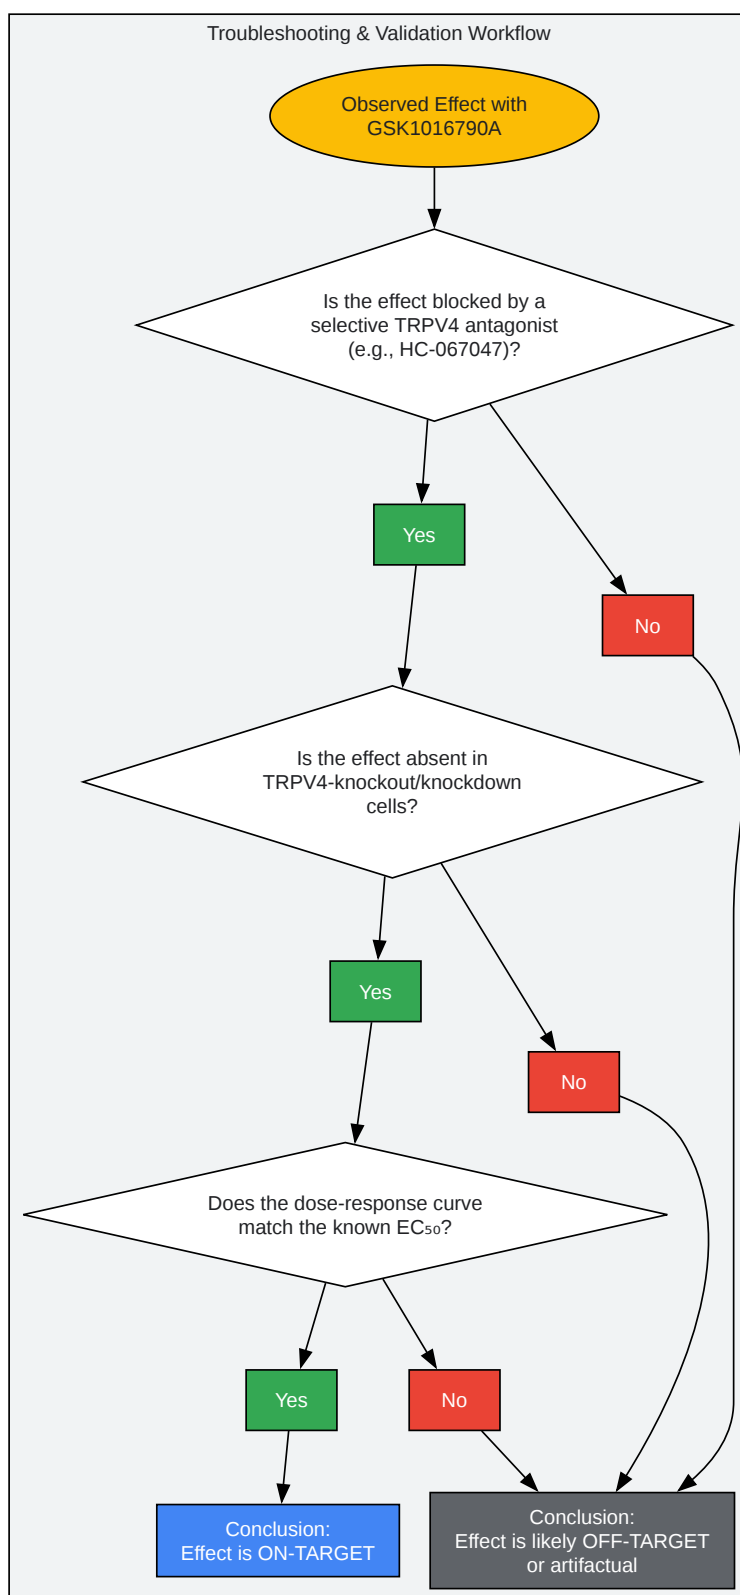 Troubleshooting & Validation Workflow
Observed Effect with
GSK1016790A
Is the effect blocked by a
selective TRPV4 antagonist
(e.g., HC-067047)?
Yes
No
Is the effect absent in
TRPV4-knockout/knockdown
cells?
Yes
No
Does the dose-response curve
match the known EC₅₀?
Yes
No
Conclusion:
Effect is ON-TARGET
Conclusion:
Effect is likely OFF-TARGET
or artifactual